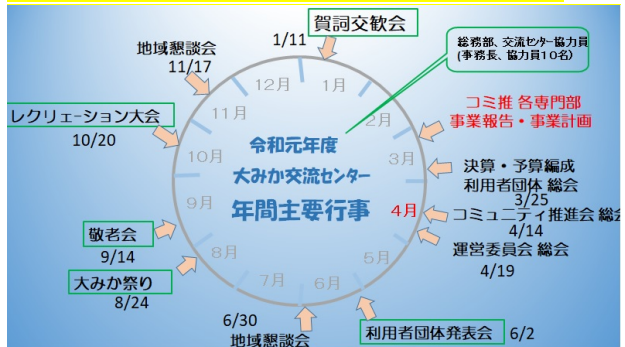 賀詞交歓会
1/11
総務部、交流センター協力員
(事務長、協力員10名)
地域懇談会
11/17
12月
1月
コミ推 各専門部
事業報告・事業計画
レクリェーション大会
10/20
11月
2月
令和元年度
大みか交流センター
年間主要行事
10月
3月
決算・予算編成
利用者団体 総会
3/25
9月
4月
コミュニティ推進会 総会
4/14
敬老会
9/14
運営委員会 総会
4/19
8月
5月
大みか祭り
8/24
7月
6月
6/30
地域懇談会
利用者団体発表会
6/2